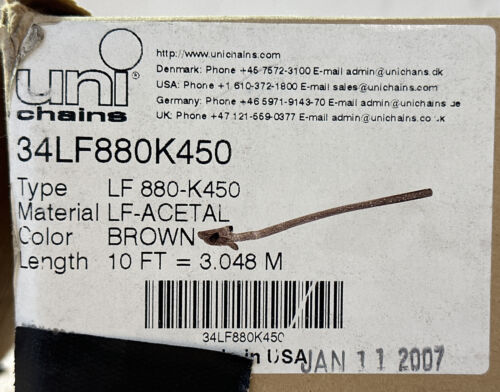 uni
chains
®
http://www.unichains.com
Denmark: Phone +45 7572-3100 E-mail admin@unichans.dk
USA: Phone +1 610-372-1800 E-mail sales@unichains.com
Germany: Phone +46 5971-9143-70 E-mail admin@unichains.de
UK: Phone +47 121-559-0377 E-mail admin@unichains.co.uk
34LF880K450
Type LF 880-K450
Material LF-ACETAL
Color BROWN
Length 10 FT = 3.048 M
34LF880K450
in USA
JAN 11 2007